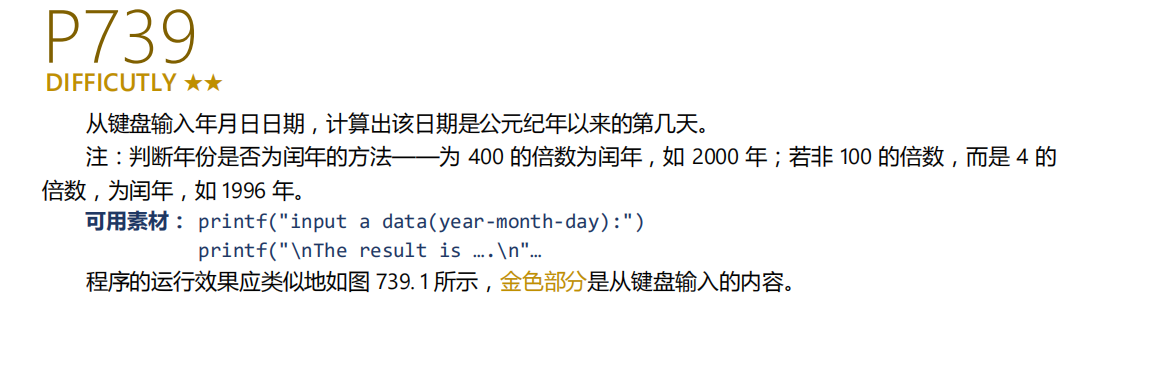 P739
DIFFICUTLY ★★
从键盘输入年月日日期，计算出该日期是公元纪年以来的第几天。
注：判断年份是否为闰年的方法——为 400 的倍数为闰年，如 2000 年；若非 100 的倍数，而是 4 的
倍数，为闰年，如 1996 年。
可用素材： printf("input a data(year-month-day):")
printf("\nThe result is ….\n"…
程序的运行效果应类似地如图 739.1 所示，金色部分是从键盘输入的内容。